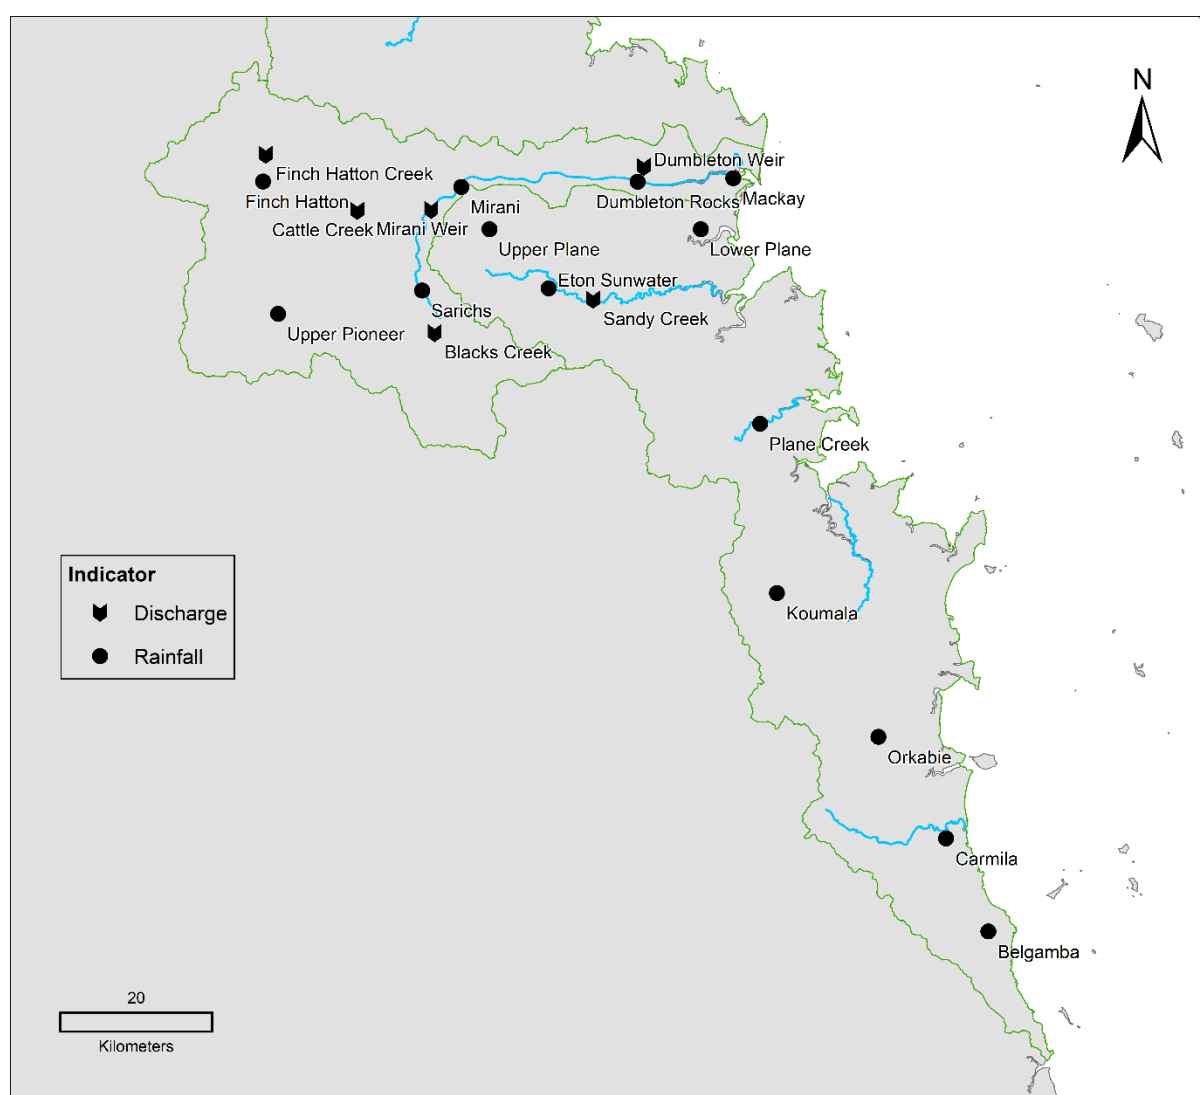 N
Dumbleton Weir
Finch Hatton Creek
Mackay
Finch Hatton
Mirani
Dumbleton Rocks
Cattle Creek
Mirani Weir
Upper Plane
Lower Plane
Eton Sunwater
Sarichs
Sandy Creek
Upper Pioneer
Blacks Creek
Plane Creek
Indicator
Discharge
Rainfall
Koumala
Orkabie
Carmila
Belgamba
20
Kilometers